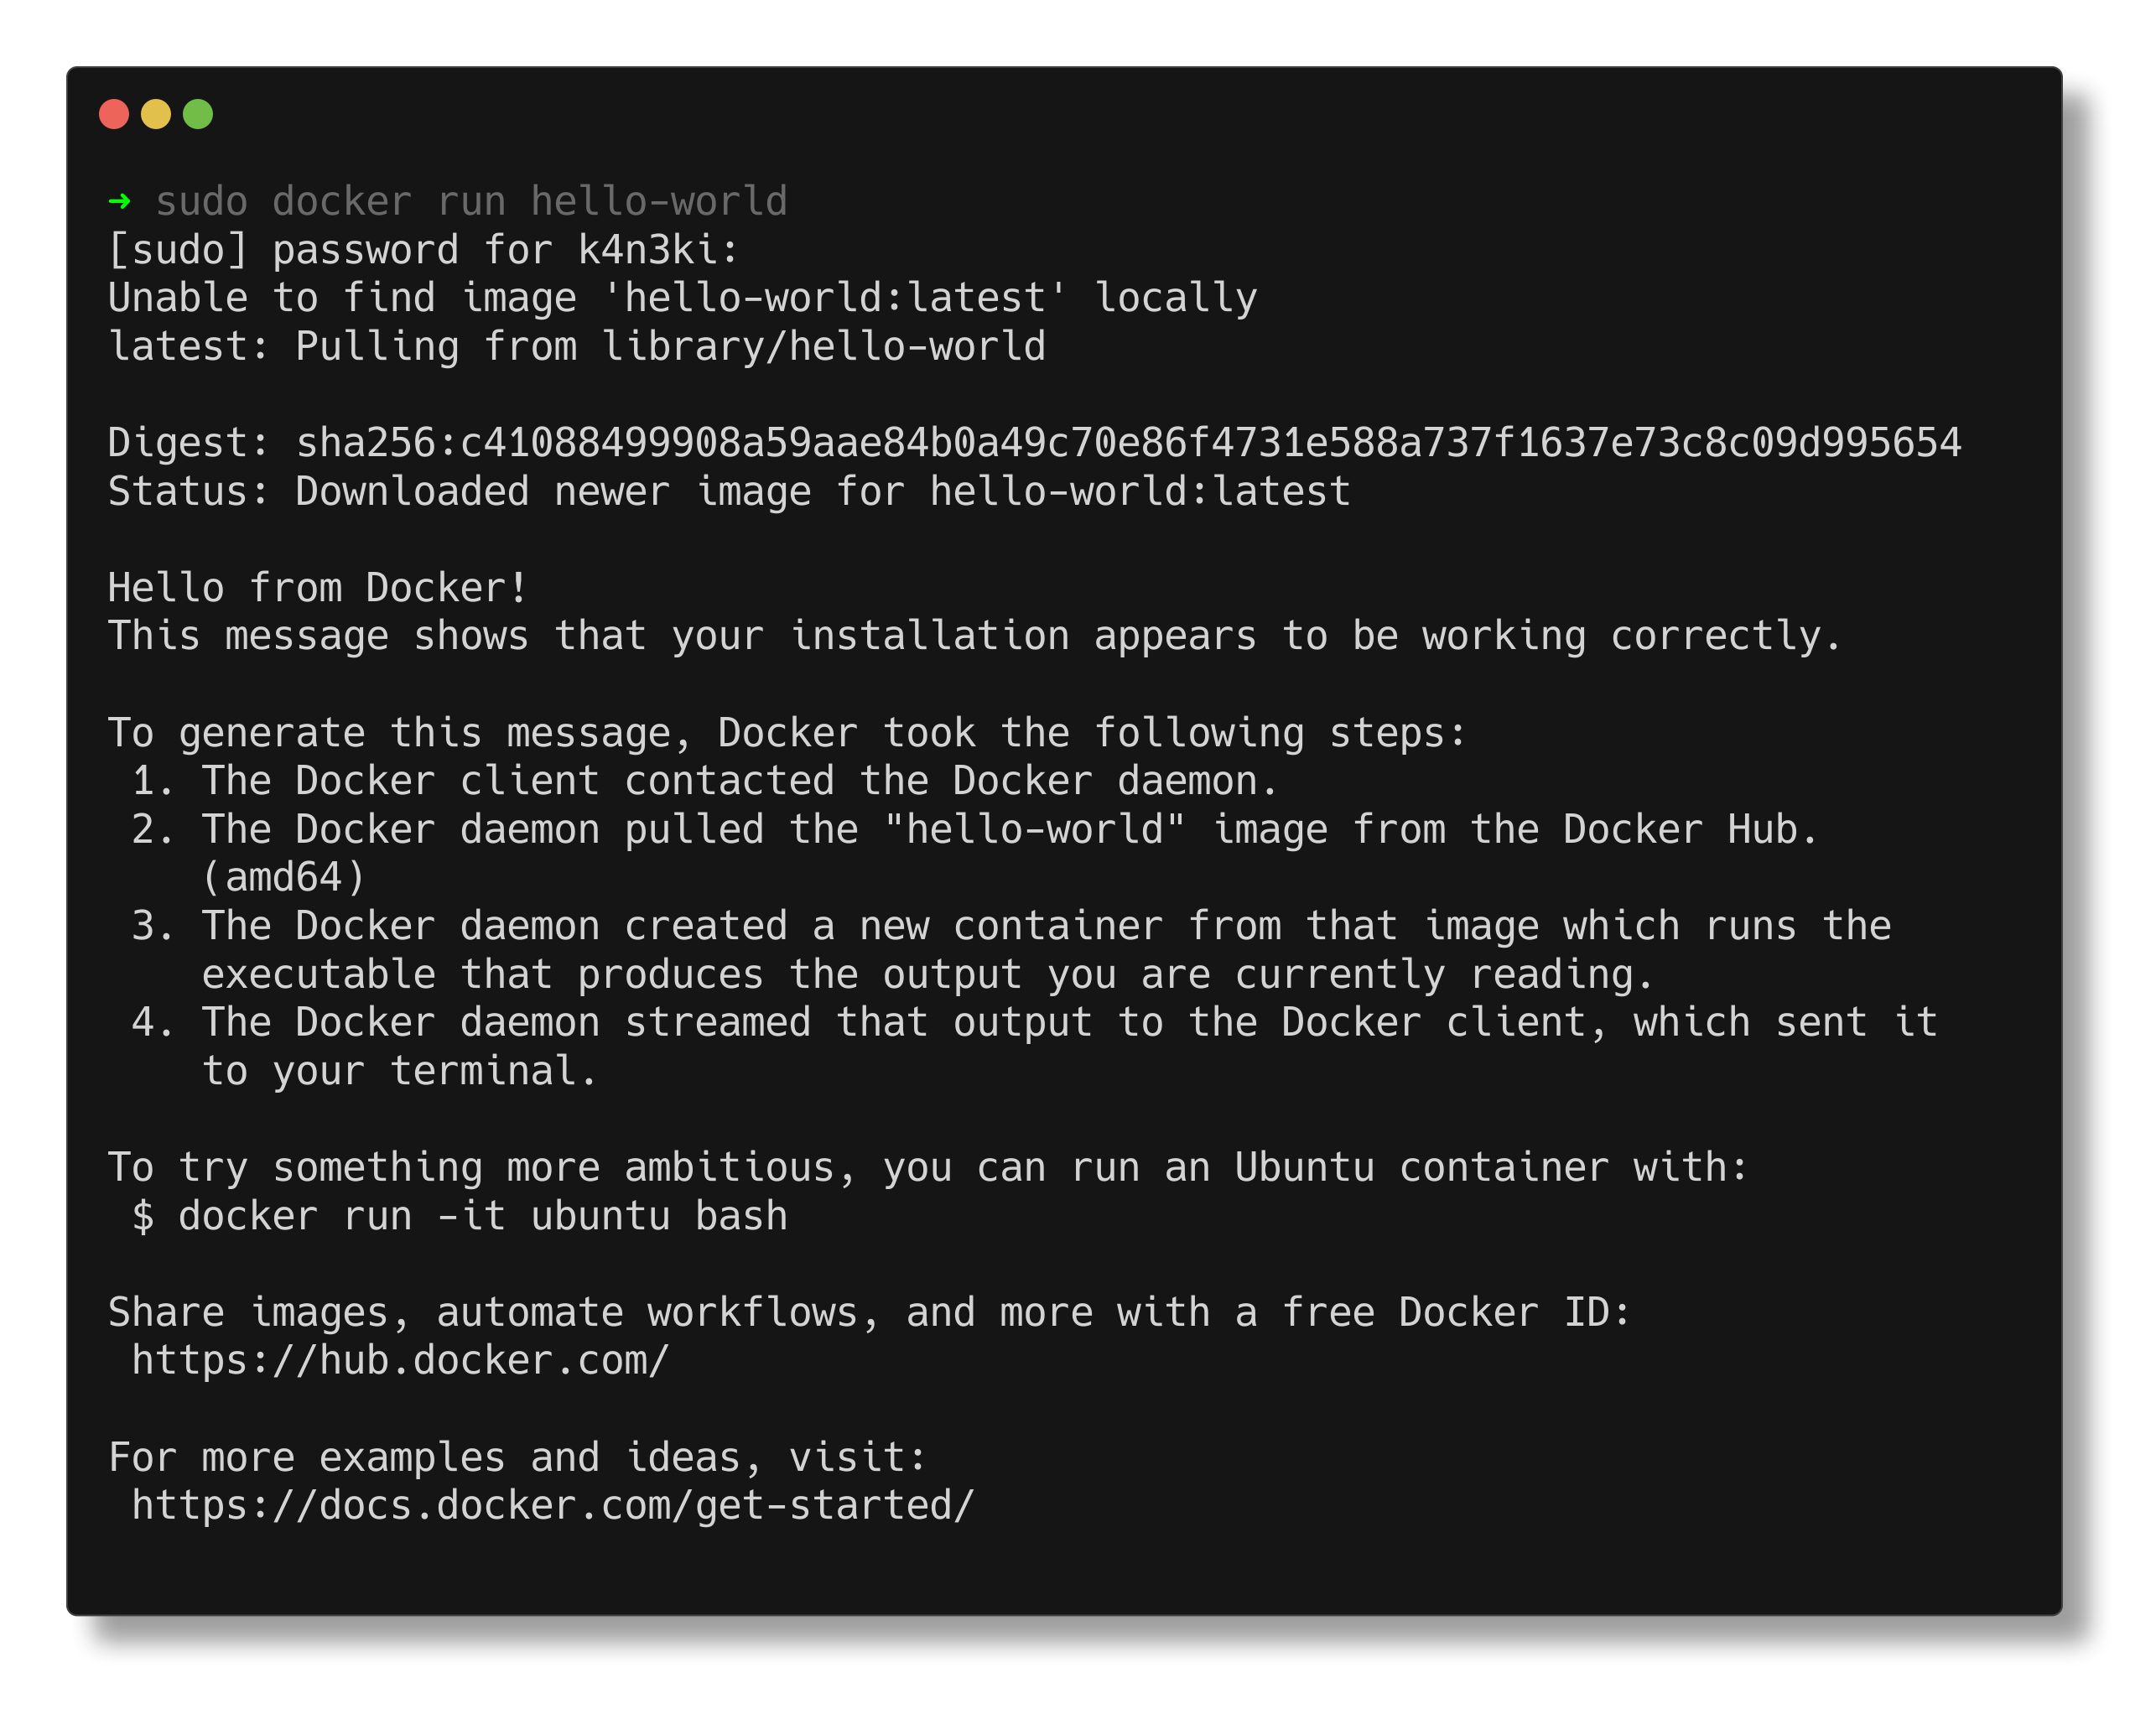 ➜ sudo docker run hello-world
[sudo] password for k4n3ki:
Unable to find image 'hello-world:latest' locally
latest: Pulling from library/hello-world

Digest: sha256:c41088499908a59aae84b0a49c70e86f4731e588a737f1637e73c8c09d995654
Status: Downloaded newer image for hello-world:latest

Hello from Docker!
This message shows that your installation appears to be working correctly.

To generate this message, Docker took the following steps:
 1. The Docker client contacted the Docker daemon.
 2. The Docker daemon pulled the "hello-world" image from the Docker Hub.
    (amd64)
 3. The Docker daemon created a new container from that image which runs the
    executable that produces the output you are currently reading.
 4. The Docker daemon streamed that output to the Docker client, which sent it
    to your terminal.

To try something more ambitious, you can run an Ubuntu container with:
 $ docker run -it ubuntu bash

Share images, automate workflows, and more with a free Docker ID:
 https://hub.docker.com/

For more examples and ideas, visit:
 https://docs.docker.com/get-started/